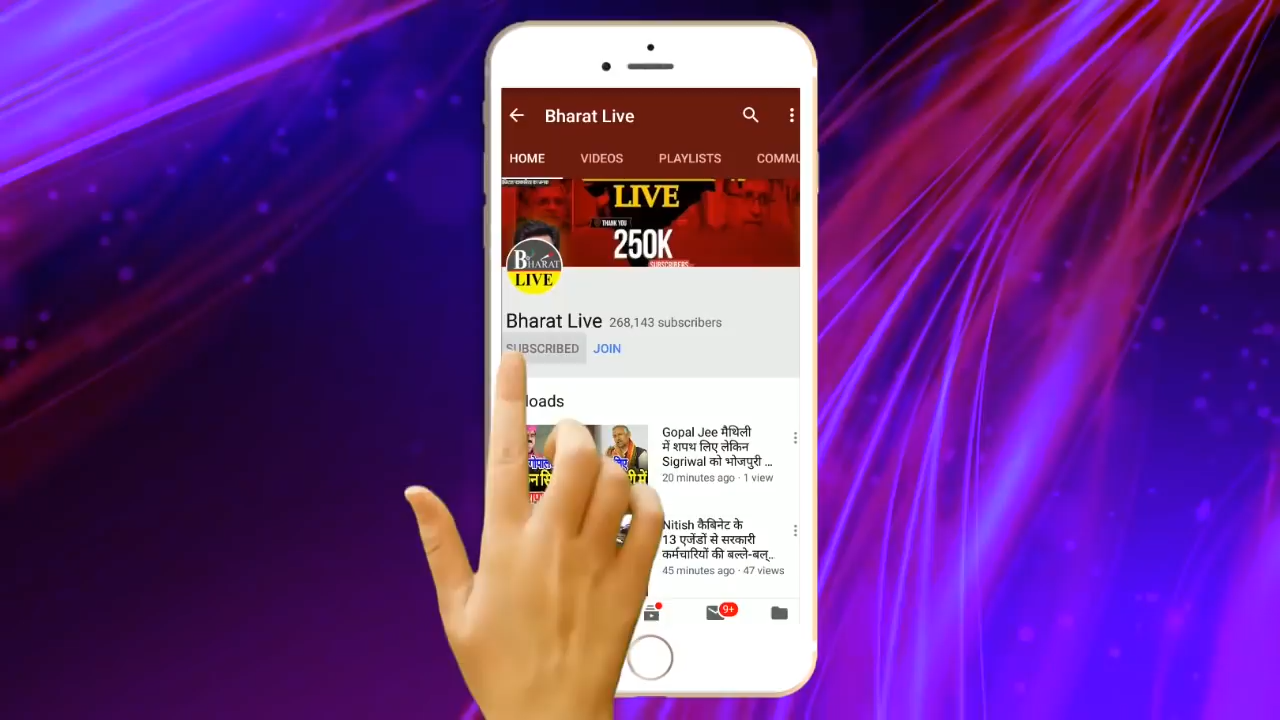 Bharat Live
HOME VIDEOS PLAYLISTS COMMU
LIVE
THANK YOU
250K
SUBSCRIBERS
BHARAT
LIVE
Bharat Live 268,143 subscribers
SUBSCRIBED JOIN
loads
Gopal Jee मैथिली
में शपथ लिए लेकिन
Sigriwal को भोजपुरी ...
20 minutes ago · 1 view
Nitish कैबिनेट के
13 एजेंडों से सरकारी
कर्मचारियों की बल्ले-बल्..
45 minutes ago · 47 views
9+